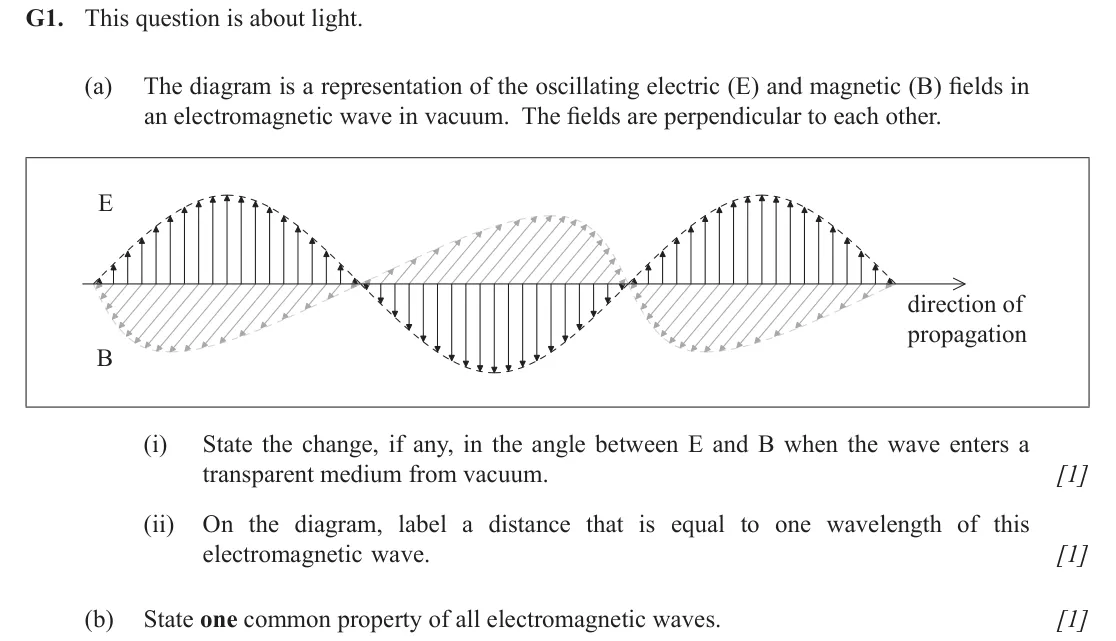 G1. This question is about light.
(a) The diagram is a representation of the oscillating electric (E) and magnetic (B) fields in
an electromagnetic wave in vacuum. The fields are perpendicular to each other.
E
direction of
propagation
B
(i) State the change, if any, in the angle between E and B when the wave enters a
transparent medium from vacuum. [1]
(ii) On the diagram, label a distance that is equal to one wavelength of this
electromagnetic wave. [1]
(b) State one common property of all electromagnetic waves. [1]